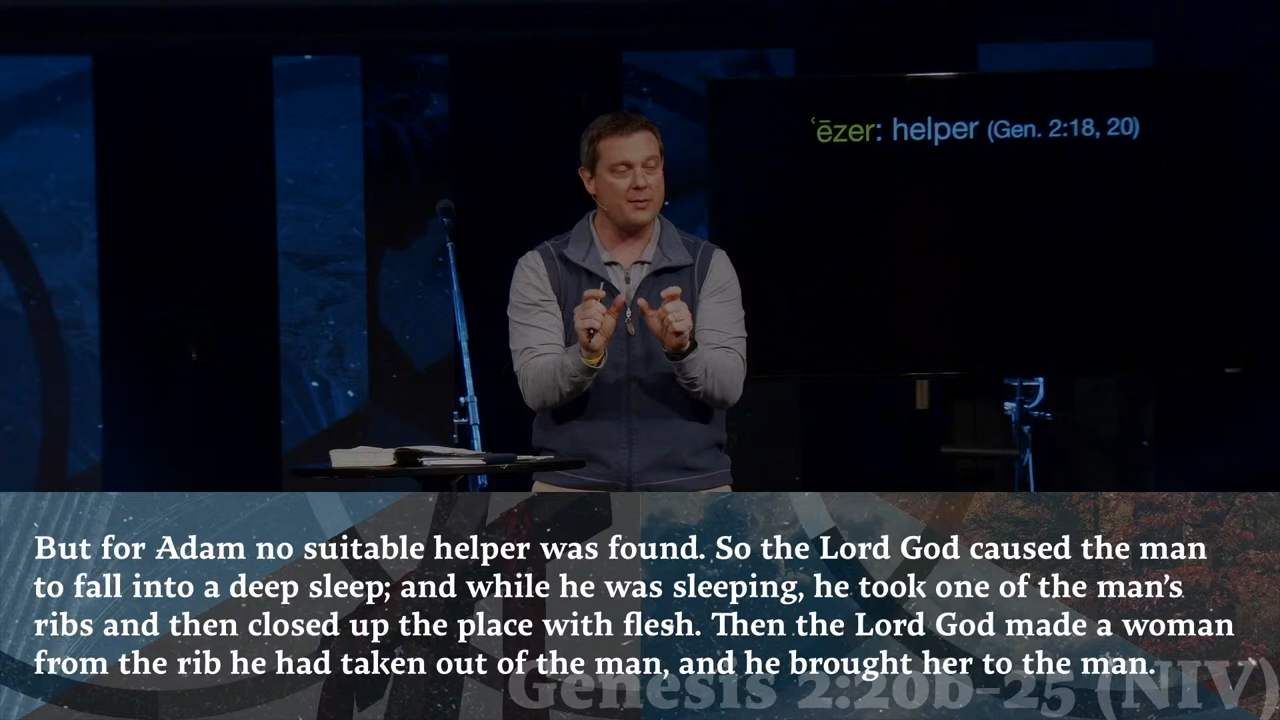 ʿēzer: helper (Gen. 2:18, 20)
But for Adam no suitable helper was found. So the Lord God caused the man
to fall into a deep sleep; and while he was sleeping, he took one of the man’s
ribs and then closed up the place with flesh. Then the Lord God made a woman
from the rib he had taken out of the man, and he brought her to the man.
Genesis 2:20b-25 (NIV)